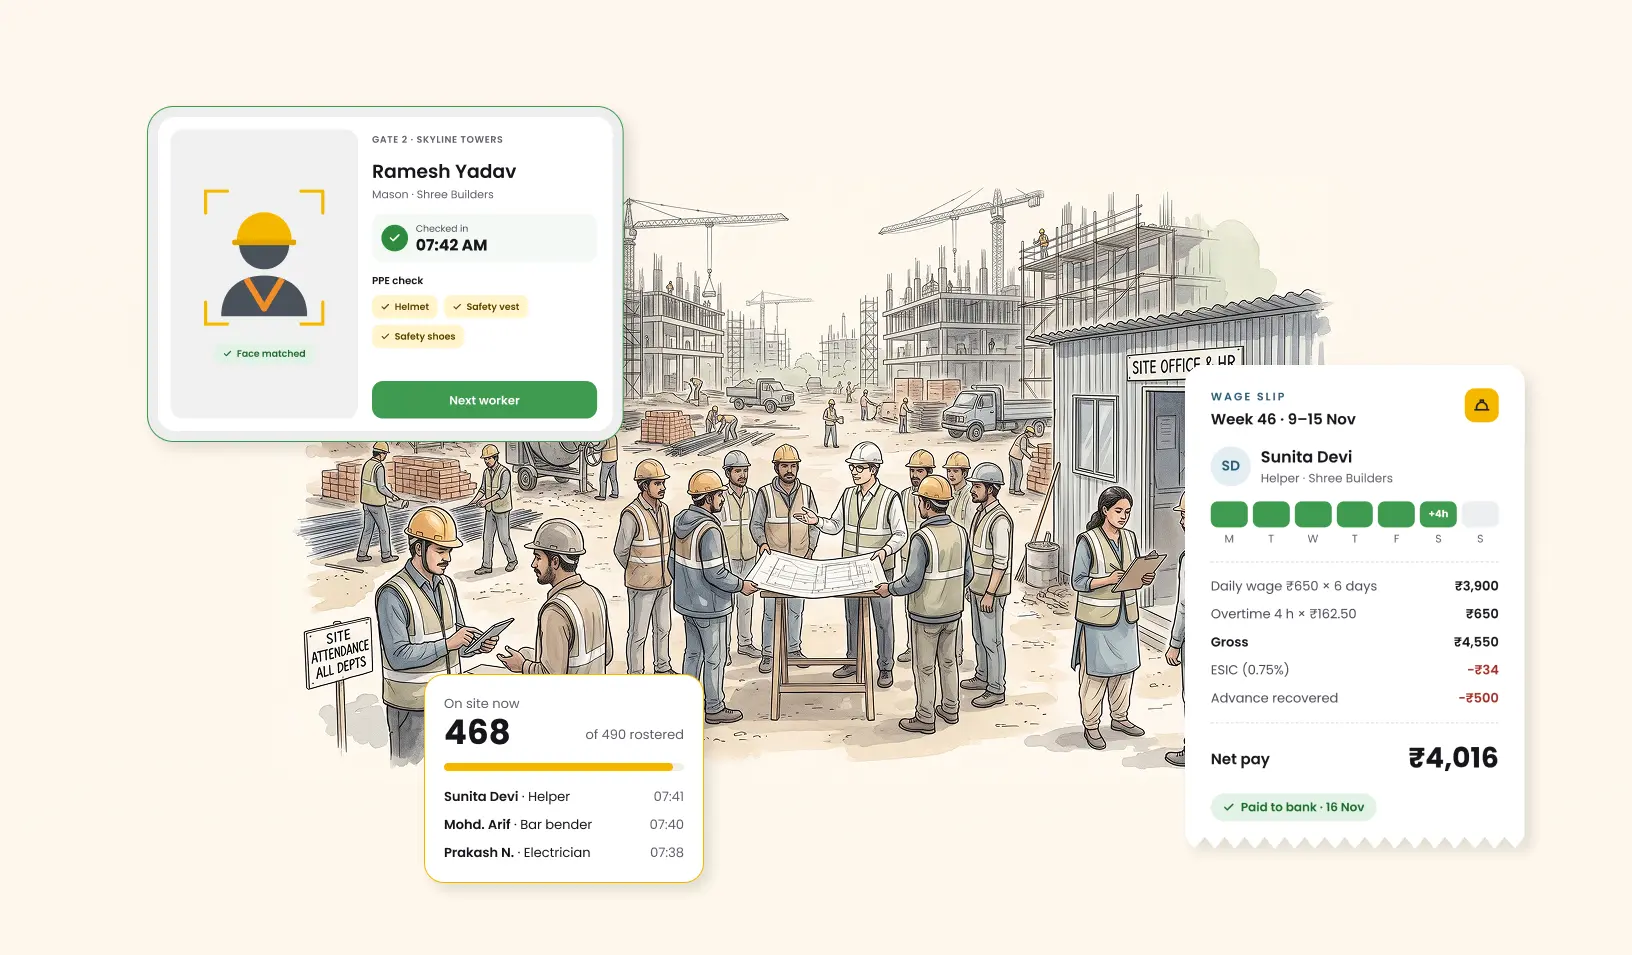 GATE 2 · SKYLINE TOWERS
Ramesh Yadav
Mason · Shree Builders
Checked in
07:42 AM
PPE check
Helmet
Safety vest
Safety shoes
Face matched
Next worker
SITE OFFICE & HR
SITE
ATTENDANCE
ALL DEPTS
On site now
468 of 490 rostered
Sunita Devi · Helper 07:41
Mohd. Arif · Bar bender 07:40
Prakash N. · Electrician 07:38
WAGE SLIP
Week 46 · 9–15 Nov
SD
Sunita Devi
Helper · Shree Builders
+4h
M T W T F S S
Daily wage ₹650 × 6 days ₹3,900
Overtime 4 h × ₹162.50 ₹650
Gross ₹4,550
ESIC (0.75%) -₹34
Advance recovered -₹500
Net pay ₹4,016
Paid to bank · 16 Nov